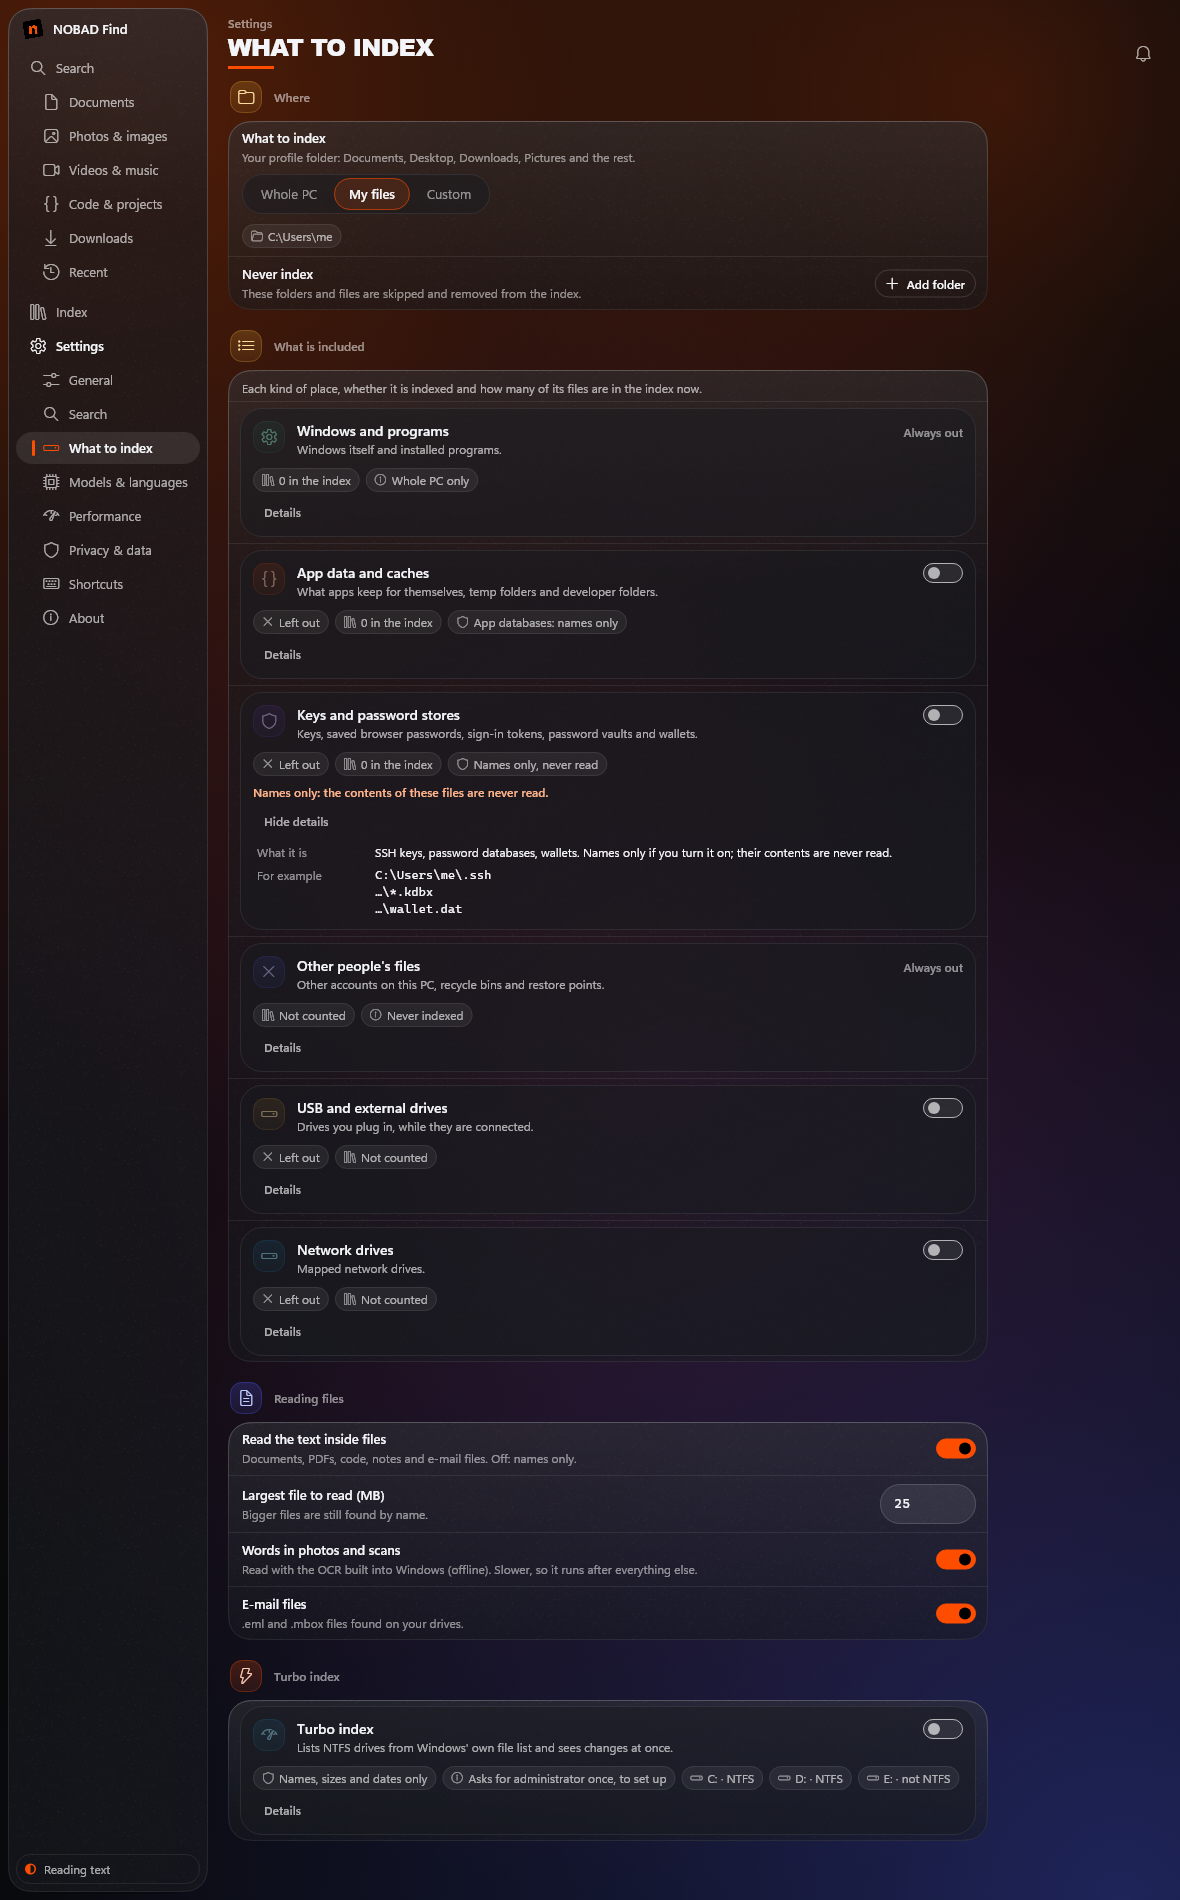 NOBAD Find
Search
Documents
Photos & images
Videos & music
Code & projects
Downloads
Recent
Index
Settings
General
Search
What to index
Models & languages
Performance
Privacy & data
Shortcuts
About
Reading text
Settings
WHAT TO INDEX
Where
What to index
Your profile folder: Documents, Desktop, Downloads, Pictures and the rest.
Whole PC My files Custom
C:\Users\me
Never index
These folders and files are skipped and removed from the index.
Add folder
What is included
Each kind of place, whether it is indexed and how many of its files are in the index now.
Windows and programs
Windows itself and installed programs.
Always out
0 in the index Whole PC only
Details
App data and caches
What apps keep for themselves, temp folders and developer folders.
Left out 0 in the index App databases: names only
Details
Keys and password stores
Keys, saved browser passwords, sign-in tokens, password vaults and wallets.
Left out 0 in the index Names only, never read
Names only: the contents of these files are never read.
Hide details
What it is SSH keys, password databases, wallets. Names only if you turn it on; their contents are never read.
For example C:\Users\me\.ssh
…\*.kdbx
…\wallet.dat
Other people's files
Other accounts on this PC, recycle bins and restore points.
Always out
Not counted Never indexed
Details
USB and external drives
Drives you plug in, while they are connected.
Left out Not counted
Details
Network drives
Mapped network drives.
Left out Not counted
Details
Reading files
Read the text inside files
Documents, PDFs, code, notes and e-mail files. Off: names only.
Largest file to read (MB)
Bigger files are still found by name.
25
Words in photos and scans
Read with the OCR built into Windows (offline). Slower, so it runs after everything else.
E-mail files
.eml and .mbox files found on your drives.
Turbo index
Turbo index
Lists NTFS drives from Windows' own file list and sees changes at once.
Names, sizes and dates only Asks for administrator once, to set up C: · NTFS D: · NTFS E: · not NTFS
Details